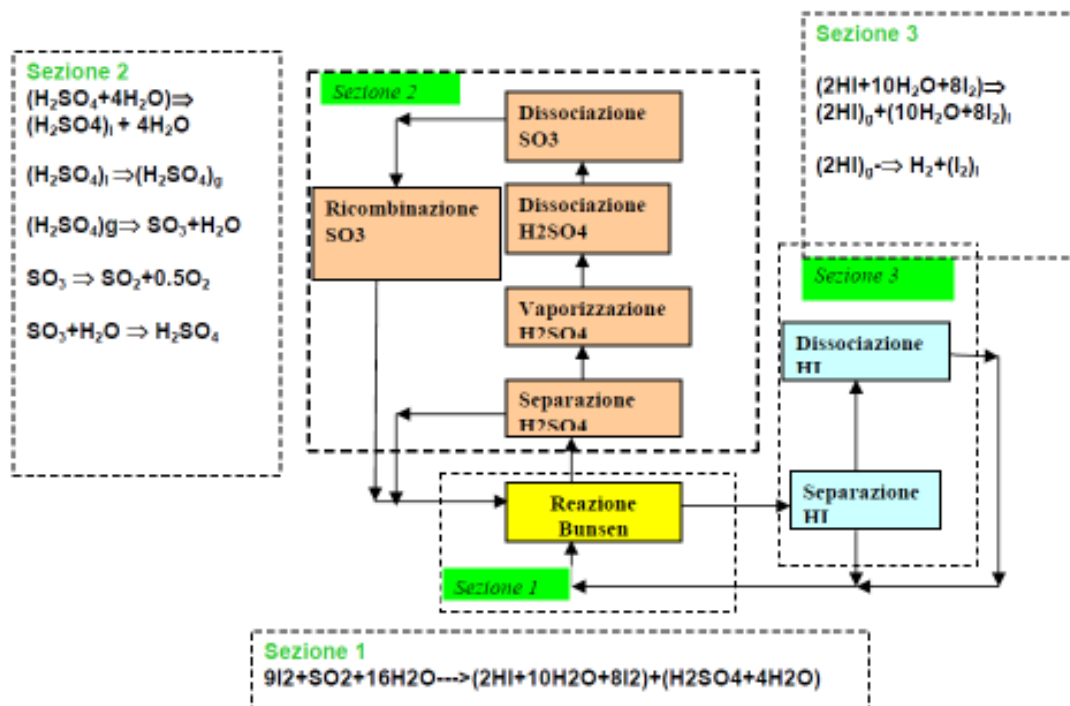 Sezione 2
(H₂SO₄+4H₂O)⇒
(H₂SO4)ₗ + 4H₂O
(H₂SO₄)ₗ ⇒(H₂SO₄)g
(H₂SO₄)g⇒ SO₃+H₂O
SO₃ ⇒ SO₂+0.5O₂
SO₃+H₂O ⇒ H₂SO₄
Sezione 2
Dissociazione
SO3
Ricombinazione
SO3
Dissociazione
H2SO4
Vaporizzazione
H2SO4
Separazione
H2SO4
Sezione 3
(2HI+10H₂O+8I₂)⇒
(2HI)g+(10H₂O+8I₂)ₗ
(2HI)g-⇒ H₂+(I₂)ₗ
Sezione 3
Dissociazione
HI
Separazione
HI
Reazione
Bunsen
Sezione 1
Sezione 1
9I2+SO2+16H2O--->(2HI+10H2O+8I2)+(H2SO4+4H2O)